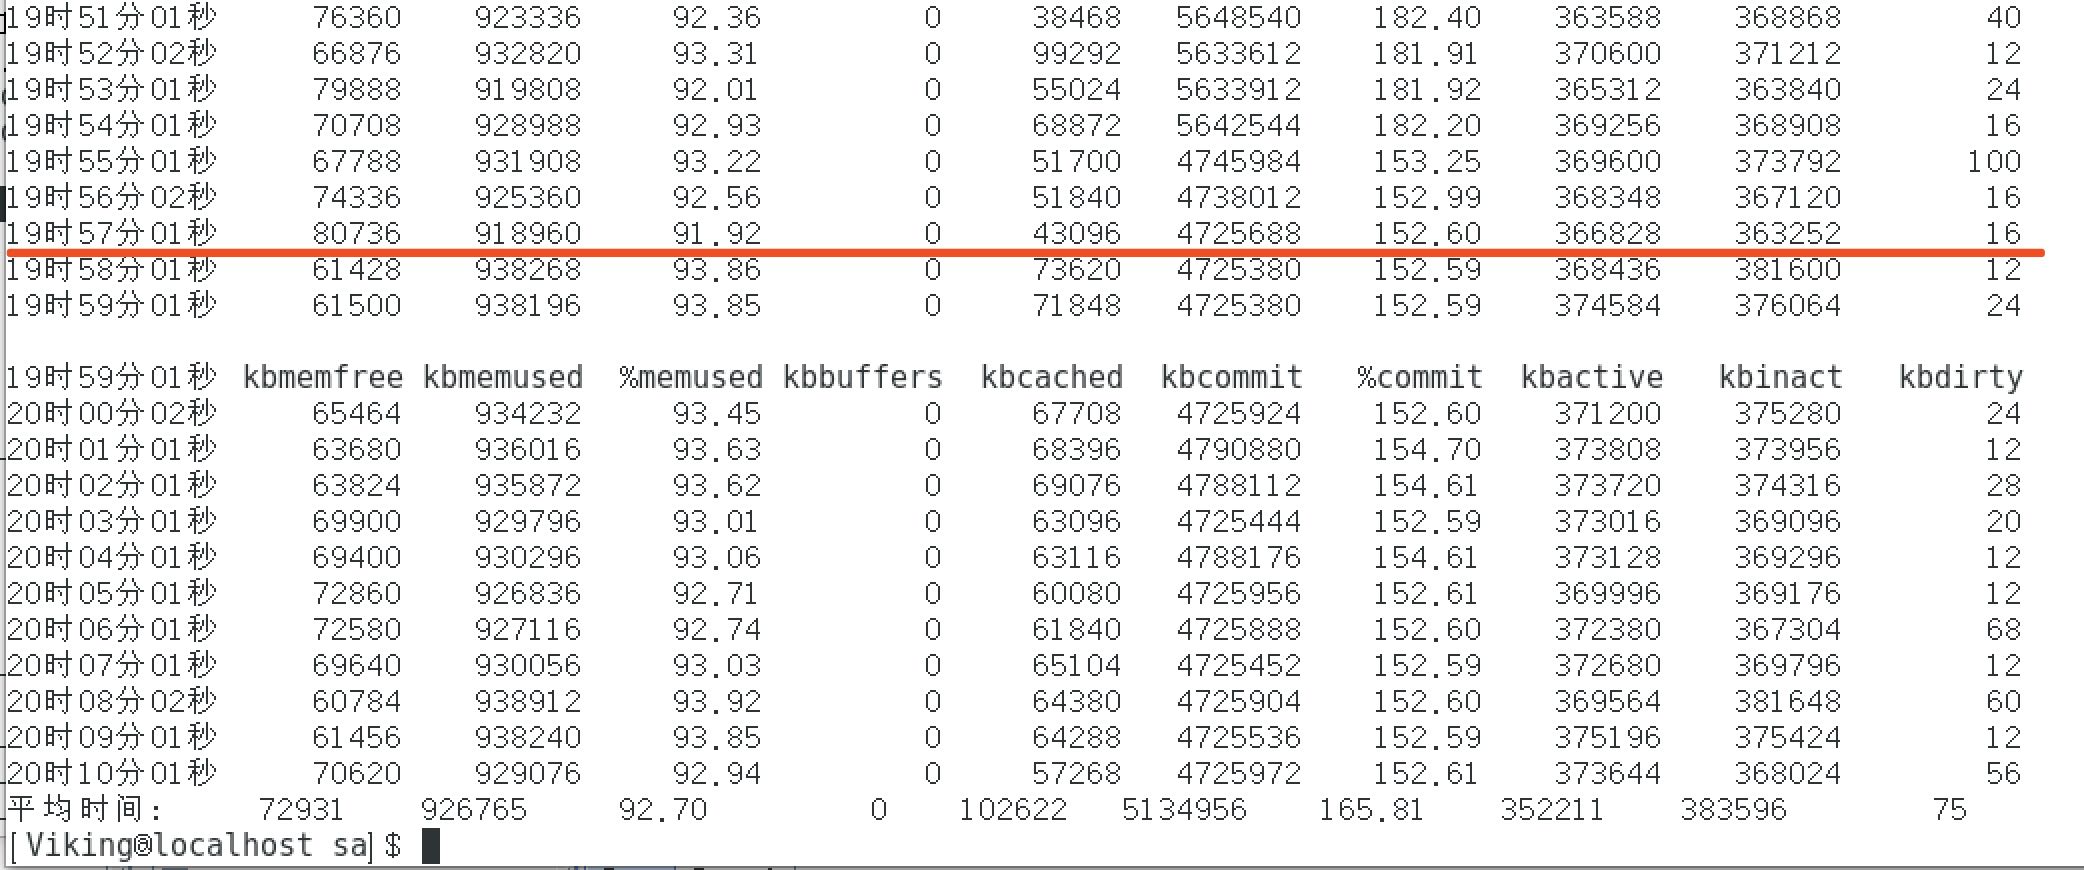 19时51分01秒 76360 923336 92.36 0 38468 5648540 182.40 363588 368868 40
19时52分02秒 66876 932820 93.31 0 99292 5633612 181.91 370600 371212 12
19时53分01秒 79888 919808 92.01 0 55024 5633912 181.92 365312 363840 24
19时54分01秒 70708 928988 92.93 0 68872 5642544 182.20 369256 368908 16
19时55分01秒 67788 931908 93.22 0 51700 4745984 153.25 369600 373792 100
19时56分02秒 74336 925360 92.56 0 51840 4738012 152.99 368348 367120 16
19时57分01秒 80736 918960 91.92 0 43096 4725688 152.60 366828 363252 16
19时58分01秒 61428 938268 93.86 0 73620 4725380 152.59 368436 381600 12
19时59分01秒 61500 938196 93.85 0 71848 4725380 152.59 374584 376064 24
19时59分01秒 kbmemfree kbmemused %memused kbbuffers kbcached kbcommit %commit kbactive kbinact kbdirty
20时00分02秒 65464 934232 93.45 0 67708 4725924 152.60 371200 375280 24
20时01分01秒 63680 936016 93.63 0 68396 4790880 154.70 373808 373956 12
20时02分01秒 63824 935872 93.62 0 69076 4788112 154.61 373720 374316 28
20时03分01秒 69900 929796 93.01 0 63096 4725444 152.59 373016 369096 20
20时04分01秒 69400 930296 93.06 0 63116 4788176 154.61 373128 369296 12
20时05分01秒 72860 926836 92.71 0 60080 4725956 152.61 369996 369176 12
20时06分01秒 72580 927116 92.74 0 61840 4725888 152.60 372380 367304 68
20时07分01秒 69640 930056 93.03 0 65104 4725452 152.59 372680 369796 12
20时08分02秒 60784 938912 93.92 0 64380 4725904 152.60 369564 381648 60
20时09分01秒 61456 938240 93.85 0 64288 4725536 152.59 375196 375424 12
20时10分01秒 70620 929076 92.94 0 57268 4725972 152.61 373644 368024 56
平均时间: 72931 926765 92.70 0 102622 5134956 165.81 352211 383596 75
[Viking@localhost sa]$